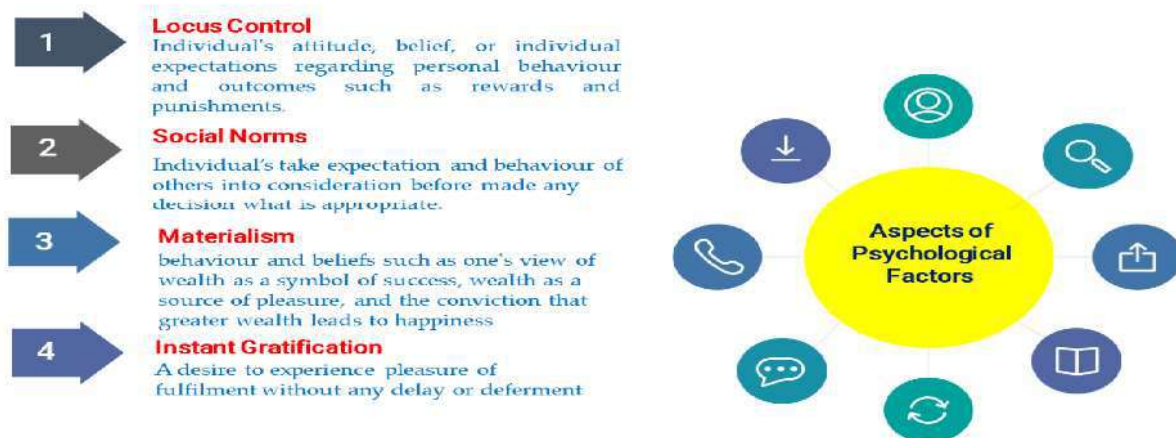 1
Locus Control
Individual's attitude, belief, or individual
expectations regarding personal behaviour
and outcomes such as rewards and
punishments.
2
Social Norms
Individual's take expectation and behaviour of
others into consideration before made any
decision what is appropriate.
3
Materialism
behaviour and beliefs such as one's view of
wealth as a symbol of success, wealth as a
source of pleasure, and the conviction that
greater wealth leads to happiness
4
Instant Gratification
A desire to experience pleasure of
fulfilment without any delay or deferment
Aspects of
Psychological
Factors